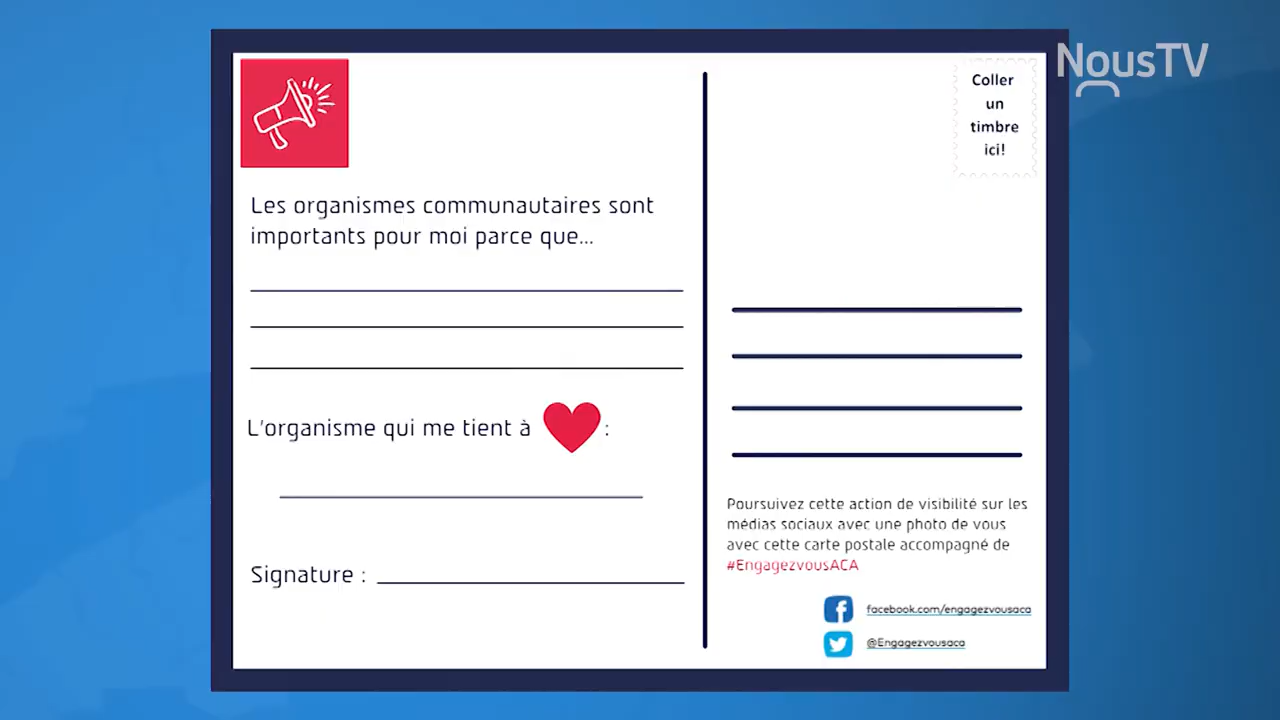 NousTV
Coller
un
timbre
ici!
Les organismes communautaires sont
importants pour moi parce que...
L'organisme qui me tient à :
Signature :
Poursuivez cette action de visibilité sur les
médias sociaux avec une photo de vous
avec cette carte postale accompagné de
#EngagezvousACA
facebook.com/engagezvousaca
@Engagezvousaca